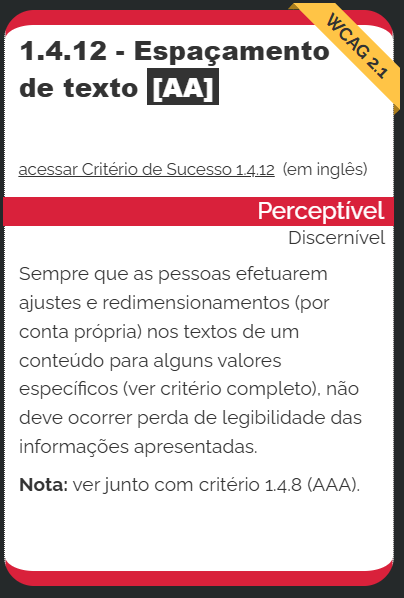 WCAG 2.1
1.4.12 - Espaçamento
de texto [AA]
acessar Critério de Sucesso 1.4.12 (em inglês)
Perceptível
Discernível
Sempre que as pessoas efetuarem
ajustes e redimensionamentos (por
conta própria) nos textos de um
conteúdo para alguns valores
específicos (ver critério completo), não
deve ocorrer perda de legibilidade das
informações apresentadas.
Nota: ver junto com critério 1.4.8 (AAA).